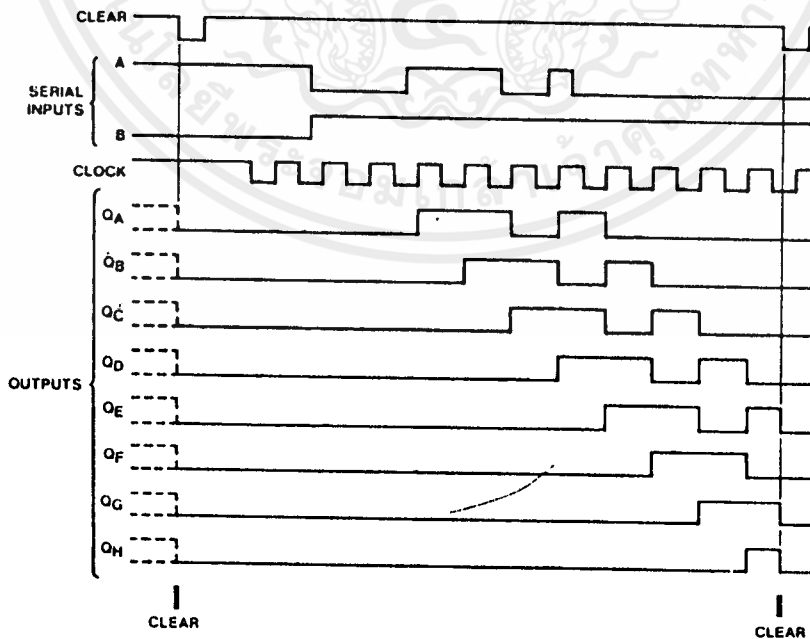 CLEAR
A
SERIAL
INPUTS
B
CLOCK
QA
QB
QC
QD
OUTPUTS
QE
QF
QG
QH
CLEAR
CLEAR